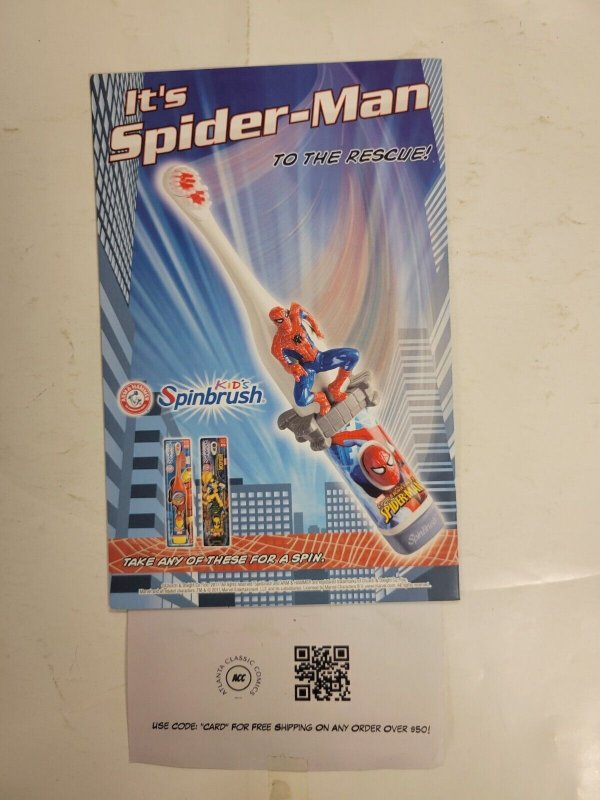 It's
Spider-Man
TO THE RESCUE!
ARM & HAMMER
KID'S
Spinbrush
SPIDER-MAN
Spinbrush
TAKE ANY OF THESE FOR A SPIN.
ATLANTA CLASSIC COMICS
ACC
USE CODE: "CARD" FOR FREE SHIPPING ON ANY ORDER OVER $50!